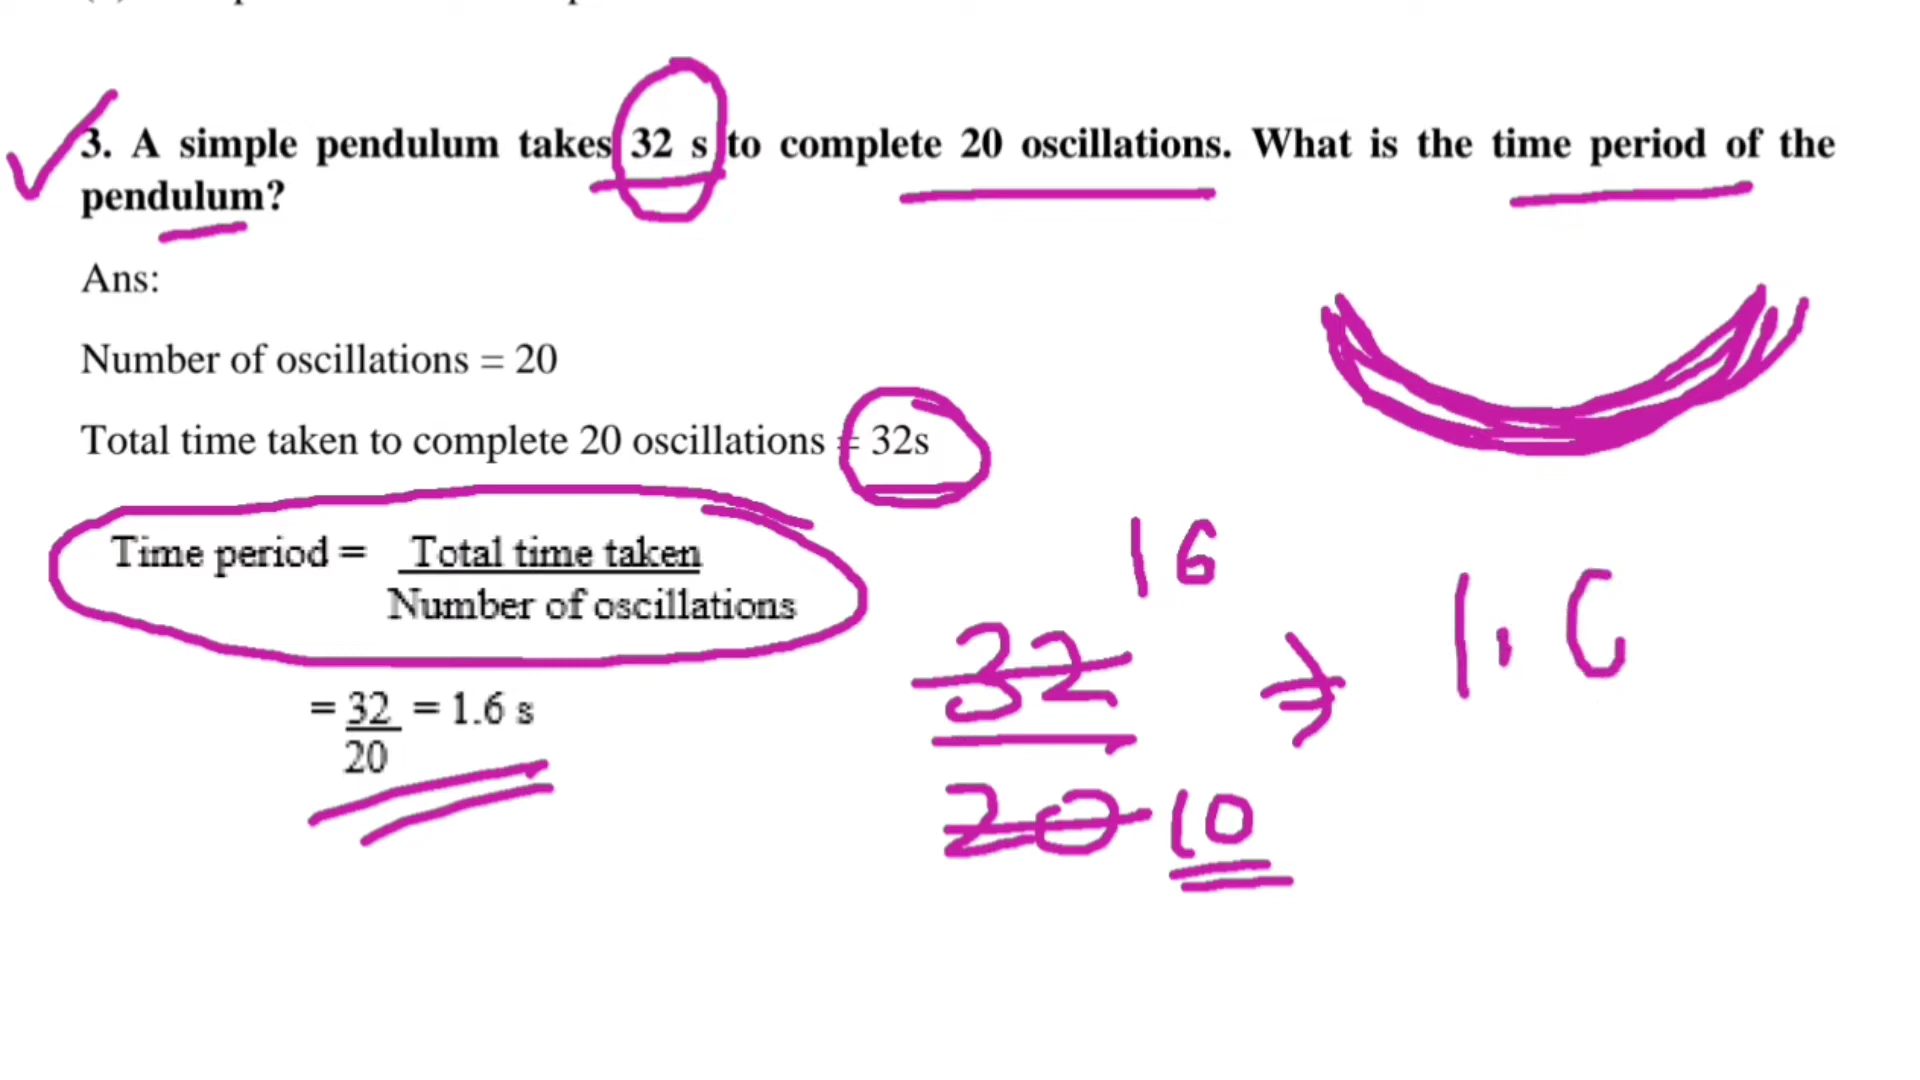 3. A simple pendulum takes 32 s to complete 20 oscillations. What is the time period of the
pendulum?
Ans:
Number of oscillations = 20
Total time taken to complete 20 oscillations = 32s
Time period = Total time taken
Number of oscillations
= 32 = 1.6 s
20
16
32
20 10